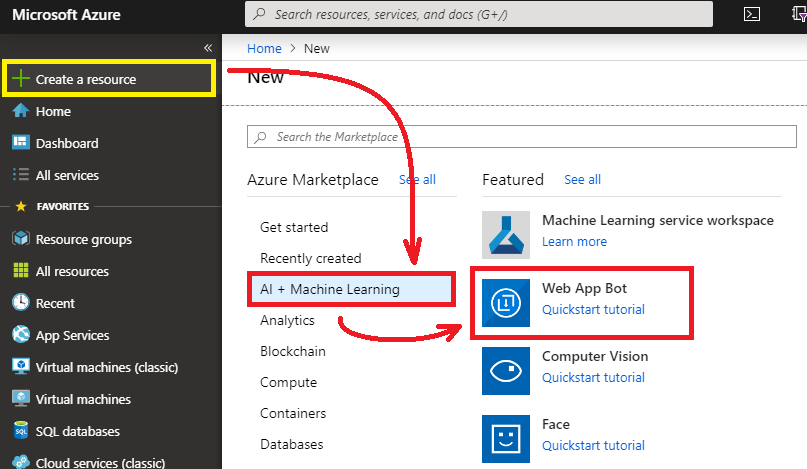 Microsoft Azure
Search resources, services, and docs (G+/)
«
Create a resource
Home
Dashboard
All services
FAVORITES
Resource groups
All resources
Recent
App Services
Virtual machines (classic)
Virtual machines
SQL databases
Cloud services (classic)
Home > New
New
Search the Marketplace
Azure Marketplace See all
Get started
Recently created
AI + Machine Learning
Analytics
Blockchain
Compute
Containers
Databases
Featured See all
Machine Learning service workspace
Learn more
Web App Bot
Quickstart tutorial
Computer Vision
Quickstart tutorial
Face
Quickstart tutorial